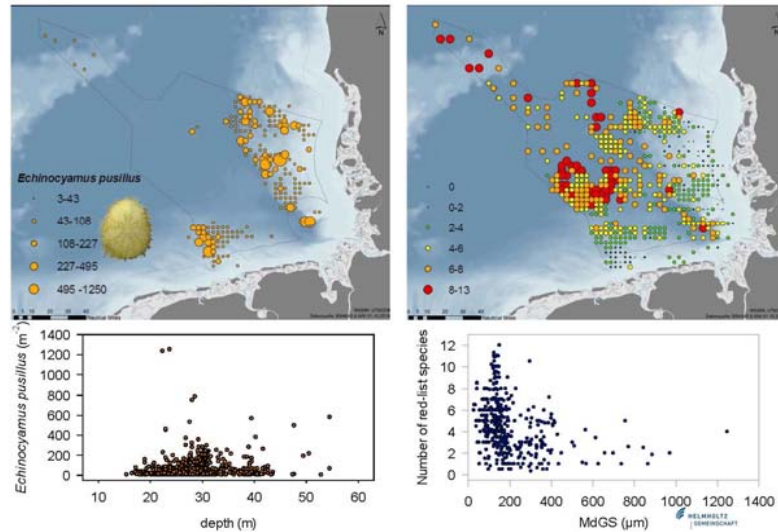 N
N
Echinocyamus pusillus
3-43
43-108
108-227
227-495
495 -1250
0
0-2
2-4
4-6
6-8
8-13
Echinocyamus pusillus (m⁻²)
1400
1200
1000
800
600
400
200
0
10 20 30 40 50 60
depth (m)
Number of red-list species
12
10
8
6
4
2
0
0 200 400 600 800 1000 1200 1400
MdGS (µm)
HELMHOLTZ
GEMEINSCHAFT